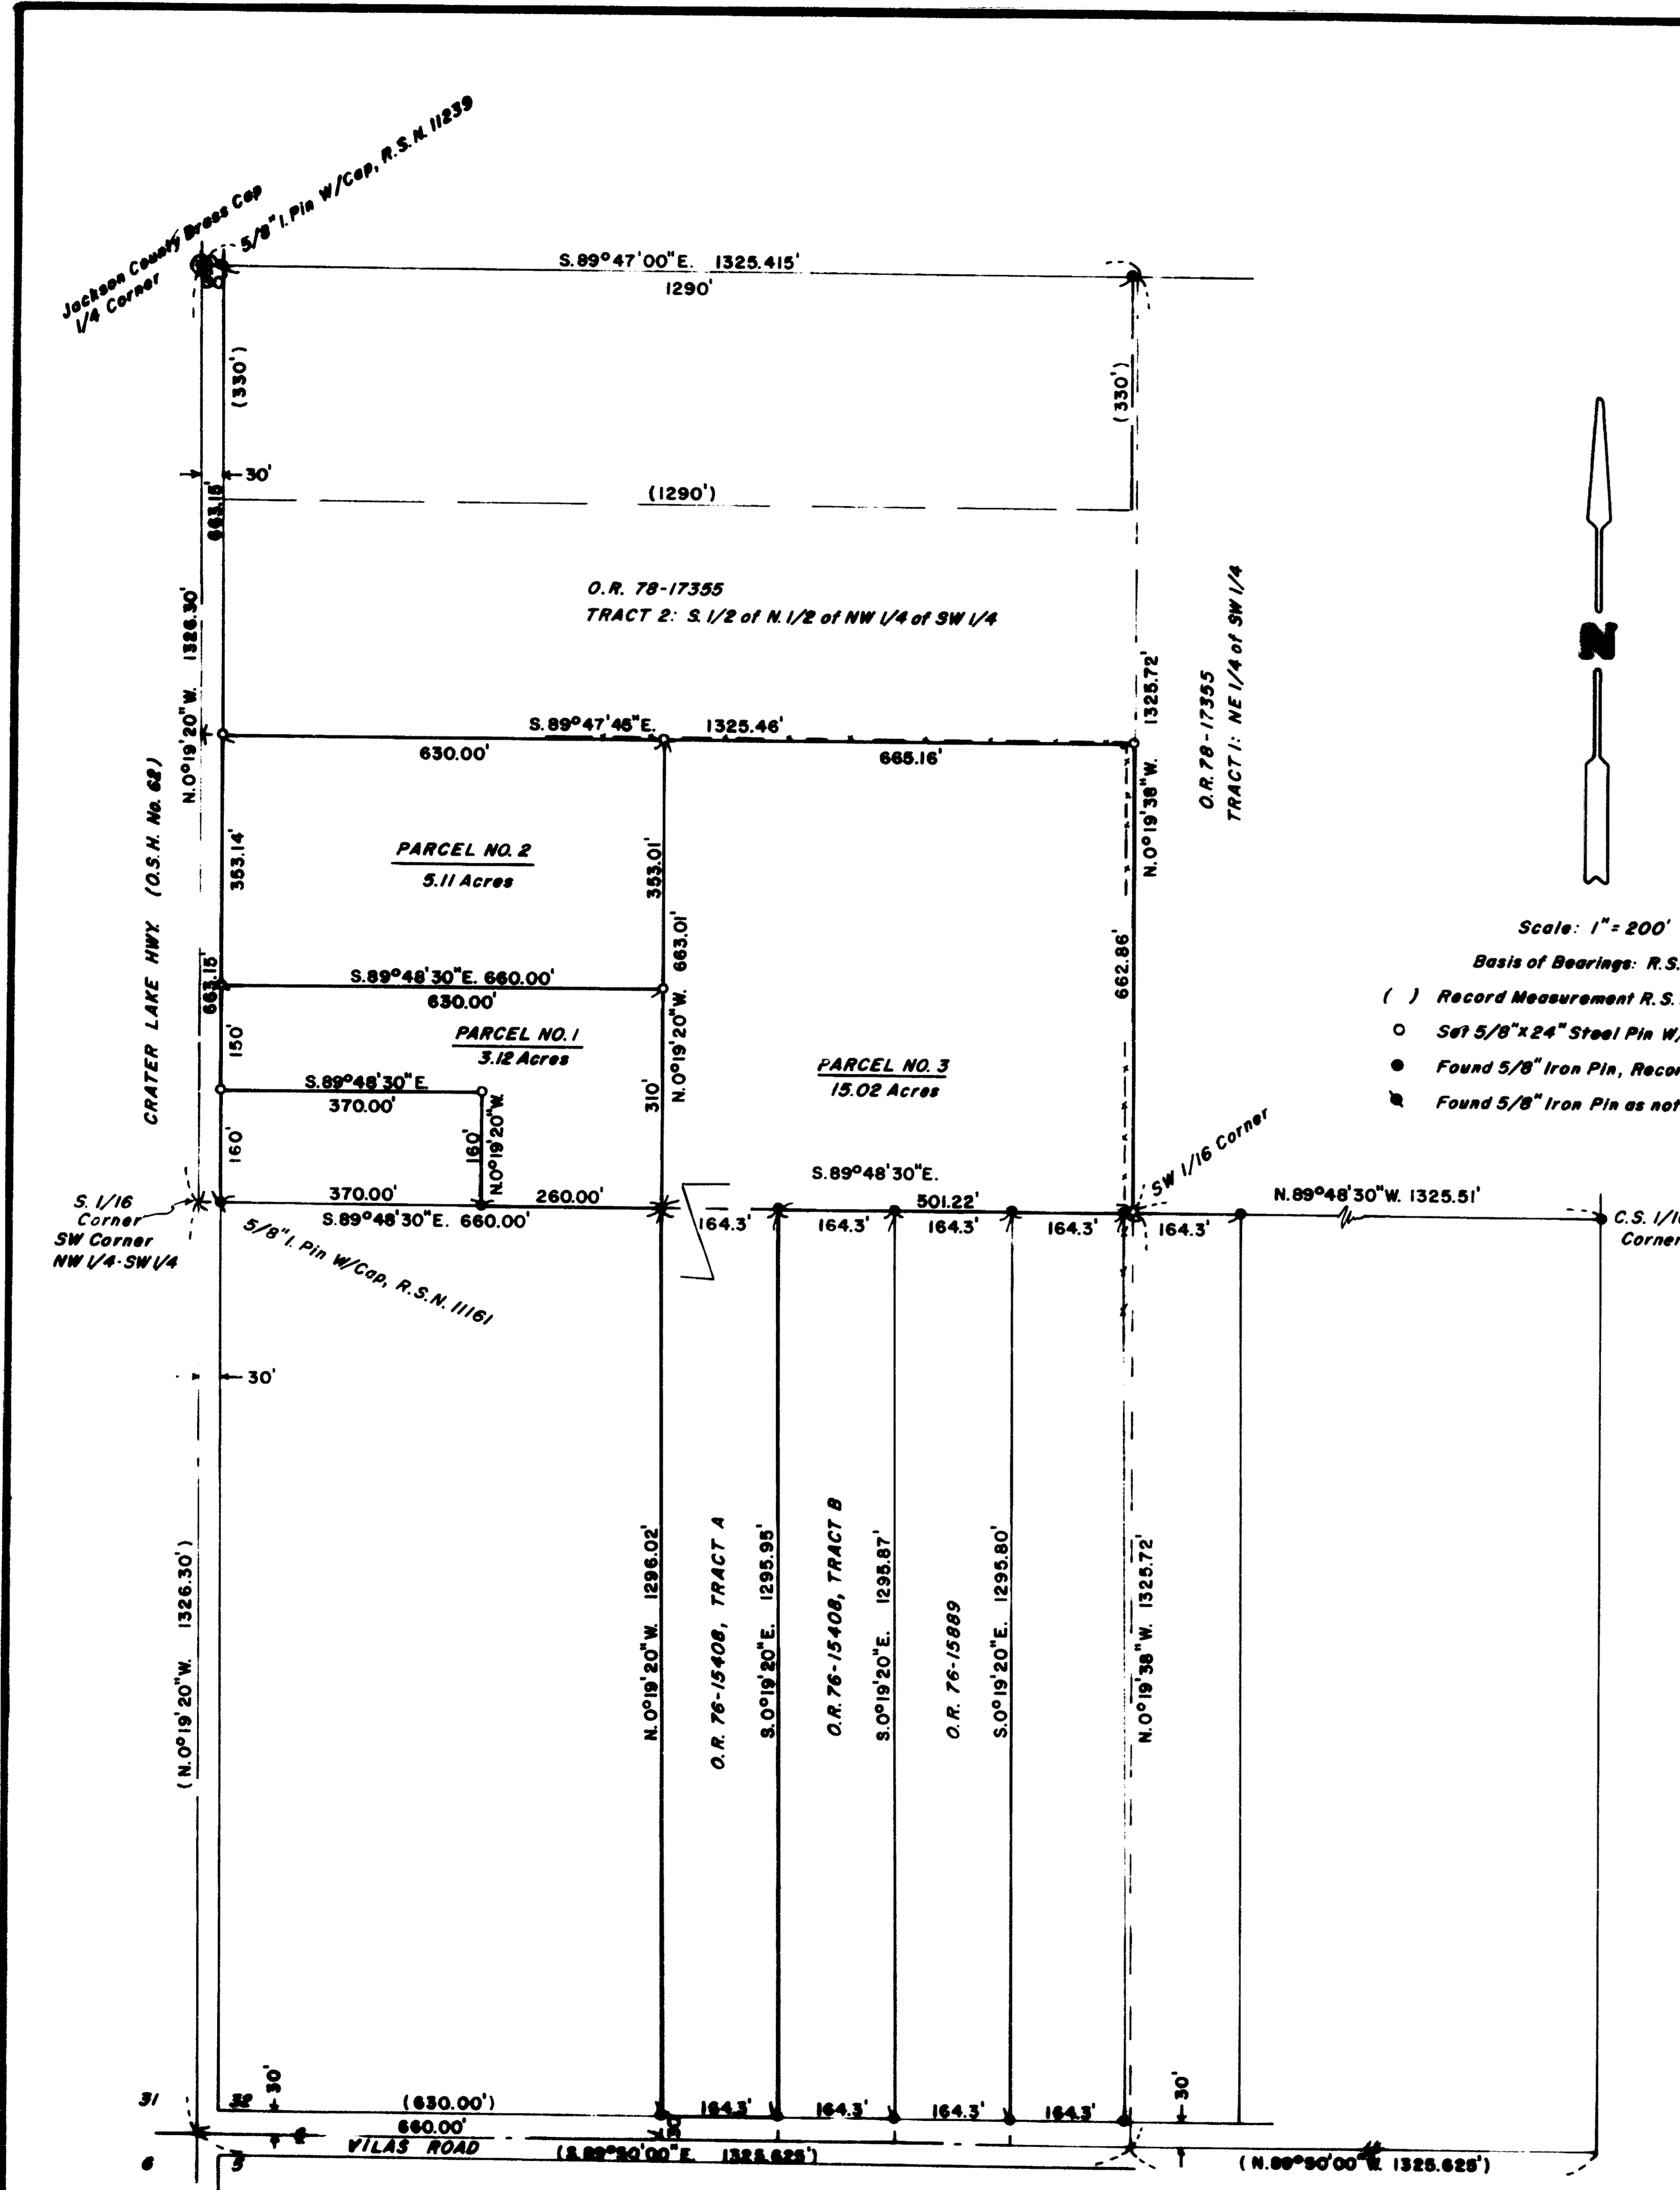 Jackson County Brass Cap
1/4 Corner
5/8" I. Pin W/Cap, R.S.N. 11239
S.89°47'00"E. 1325.415'
1290'
(330')
(330')
30'
663.15'
(1290')
N.0°19'20"W. 1326.30'
O.R. 78-17355
TRACT 2: S.1/2 of N.1/2 of NW 1/4 of SW 1/4
N.0°19'38"W. 1325.72'
O.R. 78-17355
TRACT 1: NE 1/4 of SW 1/4
N
S.89°47'45"E. 1325.46'
630.00'
665.16'
CRATER LAKE HWY. (O.S.H. No. 62)
353.14'
PARCEL NO. 2
5.11 Acres
353.01'
N.0°19'20"W. 663.01'
662.86'
663.15'
S.89°48'30"E. 660.00'
630.00'
150'
PARCEL NO. 1
3.12 Acres
310'
PARCEL NO. 3
15.02 Acres
S.89°48'30"E.
370.00'
160'
160'
N.0°19'20"W.
Scale: 1"=200'
Basis of Bearings: R.S.
( ) Record Measurement R.S.
Set 5/8"x24" Steel Pin W/
Found 5/8" Iron Pin, Recor
Found 5/8" Iron Pin as not
SW 1/16 Corner
S. 1/16
Corner
SW Corner
NW 1/4-SW 1/4
370.00'
260.00'
S.89°48'30"E. 660.00'
5/8" I. Pin W/Cap, R.S.N. 11161
S.89°48'30"E.
501.22'
164.3'
164.3'
164.3'
164.3'
164.3'
N.89°48'30"W. 1325.51'
C.S. 1/16
Corner
30'
(N.0°19'20"W. 1326.30')
N.0°19'20"W. 1296.02'
O.R. 76-15408, TRACT A
S.0°19'20"E. 1295.95'
O.R. 76-15408, TRACT B
S.0°19'20"E. 1295.87'
O.R. 76-15889
S.0°19'20"E. 1295.80'
N.0°19'38"W. 1325.72'
31
32
30'
(630.00')
660.00'
30'
164.3'
164.3'
164.3'
164.3'
30'
VILAS ROAD
(S.89°50'00"E. 1325.625')
(N.89°50'00"W. 1325.625')
6
5